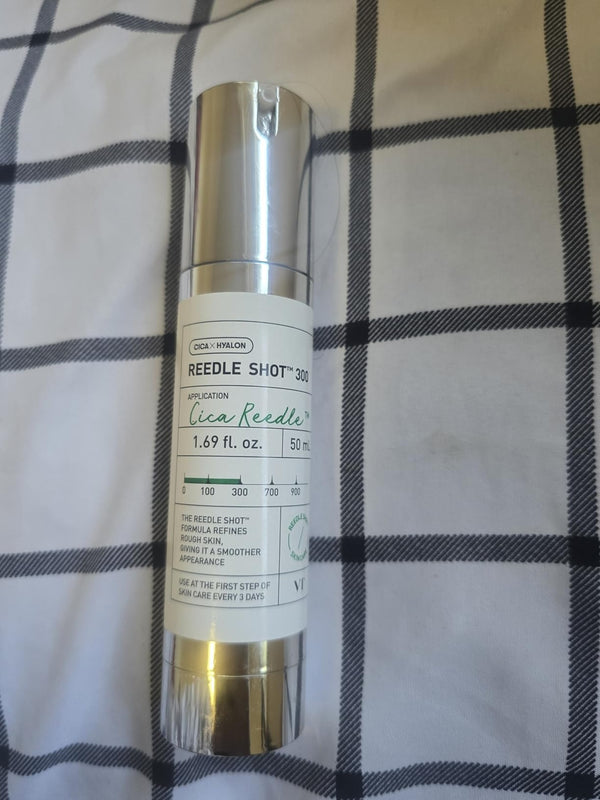 CICA × HYALON
REEDLE SHOT™ 300
APPLICATION
Cica Reedle™
1.69 fl. oz.
50 mL
0 100 300 700 900
THE REEDLE SHOT™
FORMULA REFINES
ROUGH SKIN,
GIVING IT A SMOOTHER
APPEARANCE
REEDLE
USE AT THE FIRST STEP OF
SKIN CARE EVERY 3 DAYS
VT